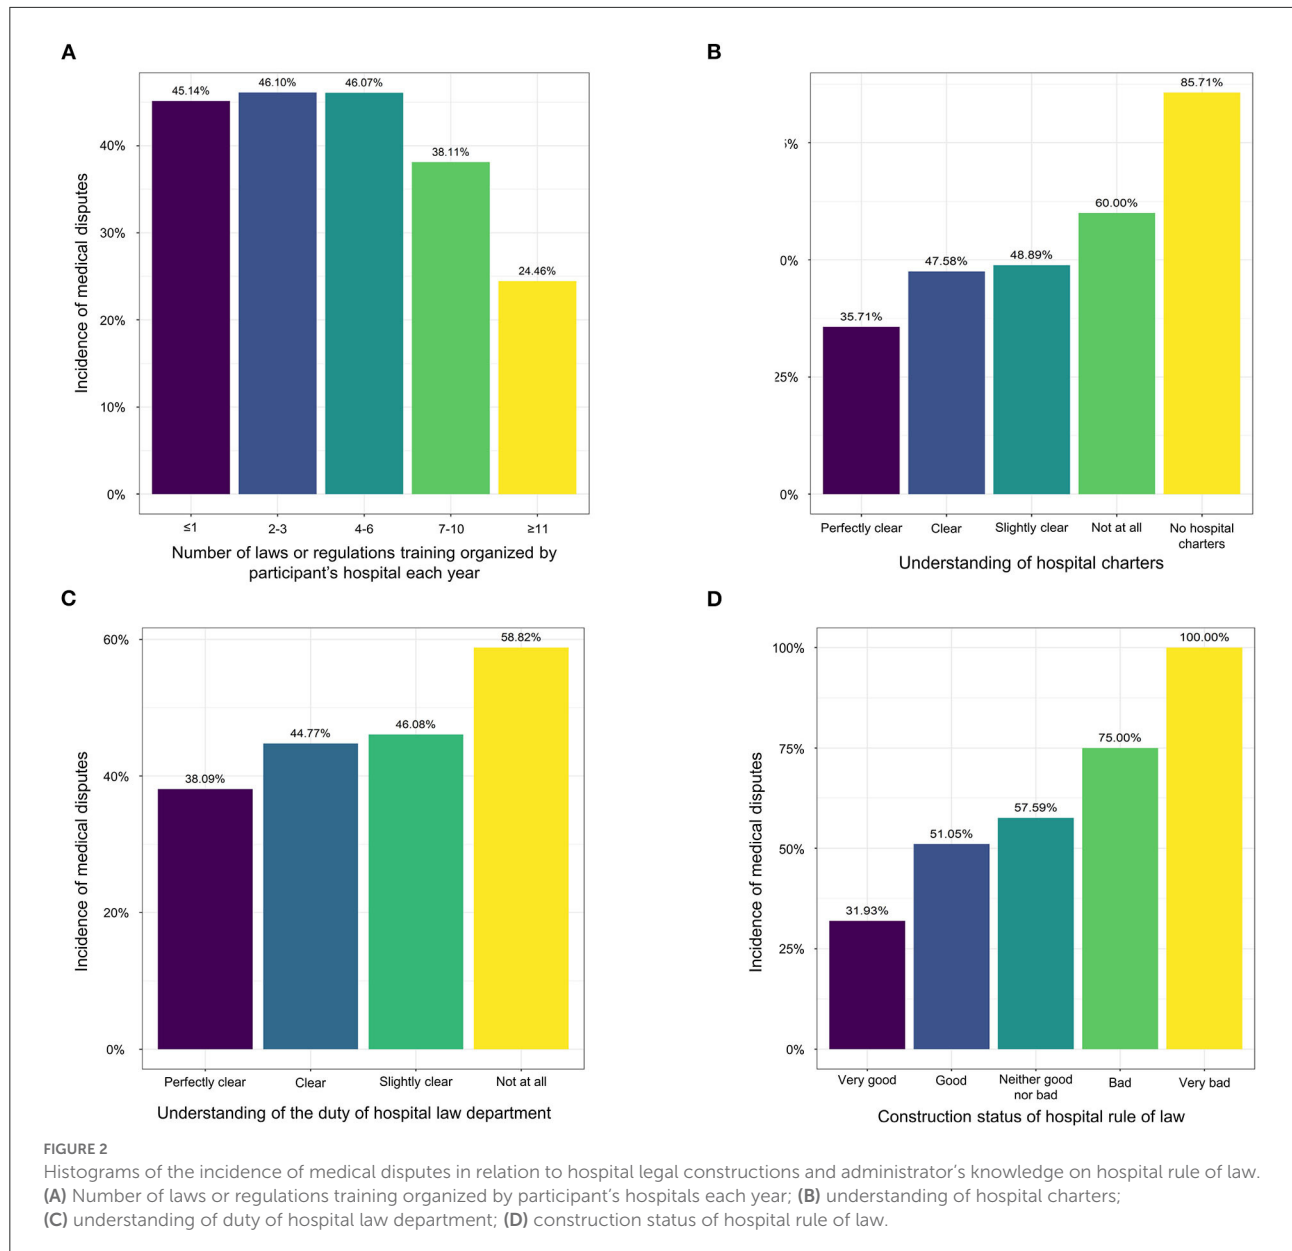 A
45.14%
46.10%
46.07%
38.11%
24.46%
40%
30%
20%
10%
0%
Incidence of medical disputes
≤1
2-3
4-6
7-10
≥11
Number of laws or regulations training organized by
participant's hospital each year
B
85.71%
60.00%
47.58%
48.89%
35.71%
5%
0%
25%
0%
Perfectly clear
Clear
Slightly clear
Not at all
No hospital
charters
Understanding of hospital charters
C
60%
58.82%
44.77%
46.08%
38.09%
40%
20%
0%
Incidence of medical disputes
Perfectly clear
Clear
Slightly clear
Not at all
Understanding of the duty of hospital law department
D
100%
100.00%
75%
75.00%
57.59%
51.05%
50%
31.93%
25%
0%
Incidence of medical disputes
Very good
Good
Neither good
nor bad
Bad
Very bad
Construction status of hospital rule of law
FIGURE 2
Histograms of the incidence of medical disputes in relation to hospital legal constructions and administrator's knowledge on hospital rule of law.
(A) Number of laws or regulations training organized by participant's hospitals each year; (B) understanding of hospital charters;
(C) understanding of duty of hospital law department; (D) construction status of hospital rule of law.